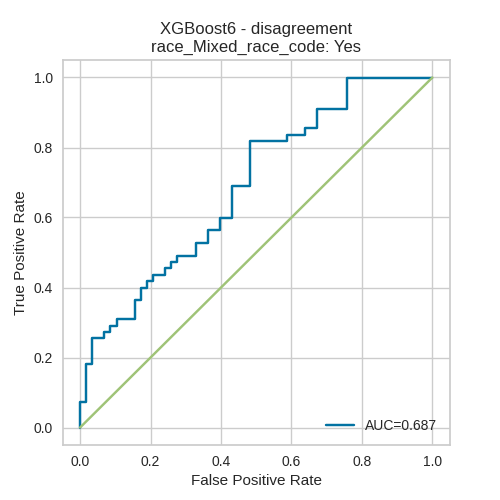 XGBoost6 - disagreement
race_Mixed_race_code: Yes
1.0
0.8
0.6
0.4
0.2
0.0
True Positive Rate
AUC=0.687
0.0 0.2 0.4 0.6 0.8 1.0
False Positive Rate